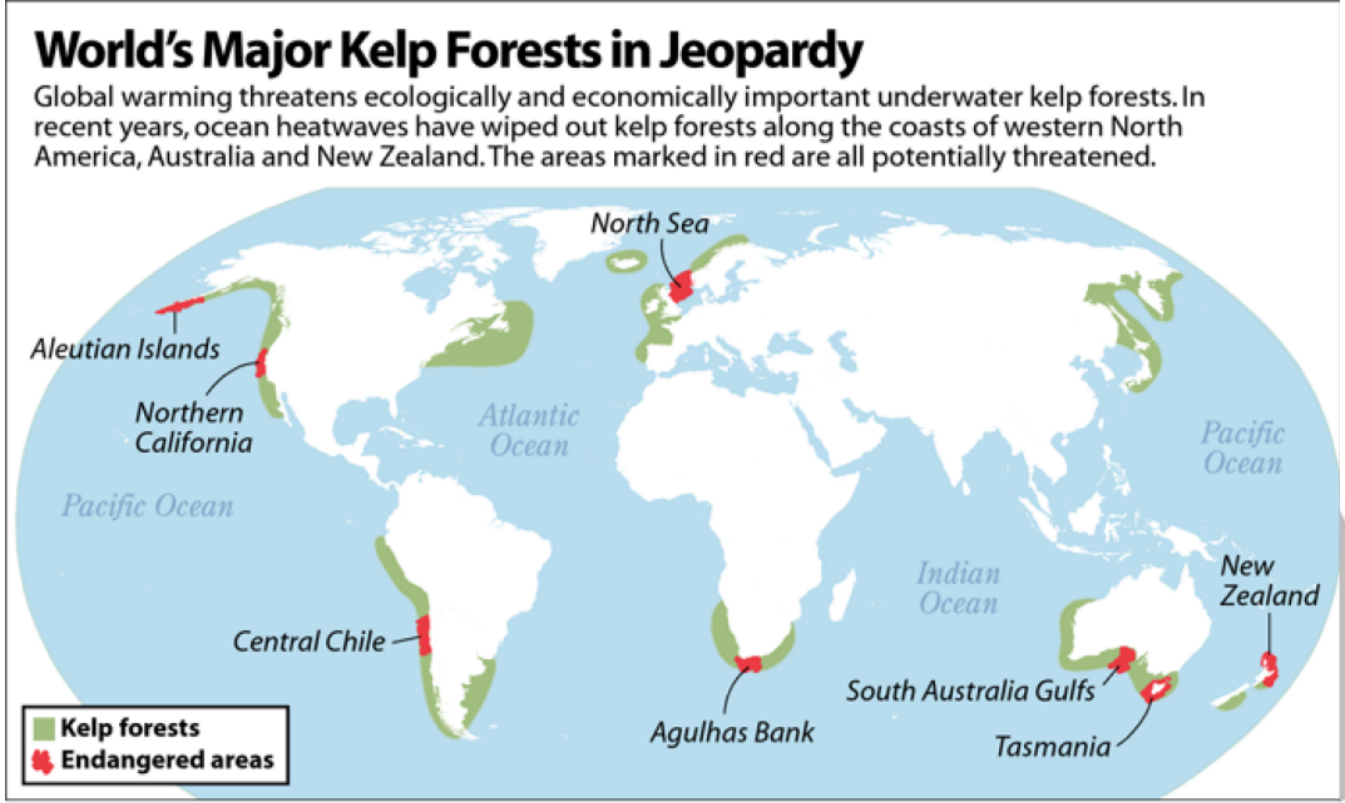 World's Major Kelp Forests in Jeopardy
Global warming threatens ecologically and economically important underwater kelp forests. In
recent years, ocean heatwaves have wiped out kelp forests along the coasts of western North
America, Australia and New Zealand. The areas marked in red are all potentially threatened.
North Sea
Aleutian Islands
Northern
California
Atlantic
Ocean
Pacific
Ocean
Pacific Ocean
Indian
Ocean
New
Zealand
Central Chile
South Australia Gulfs
Agulhas Bank
Tasmania
Kelp forests
Endangered areas